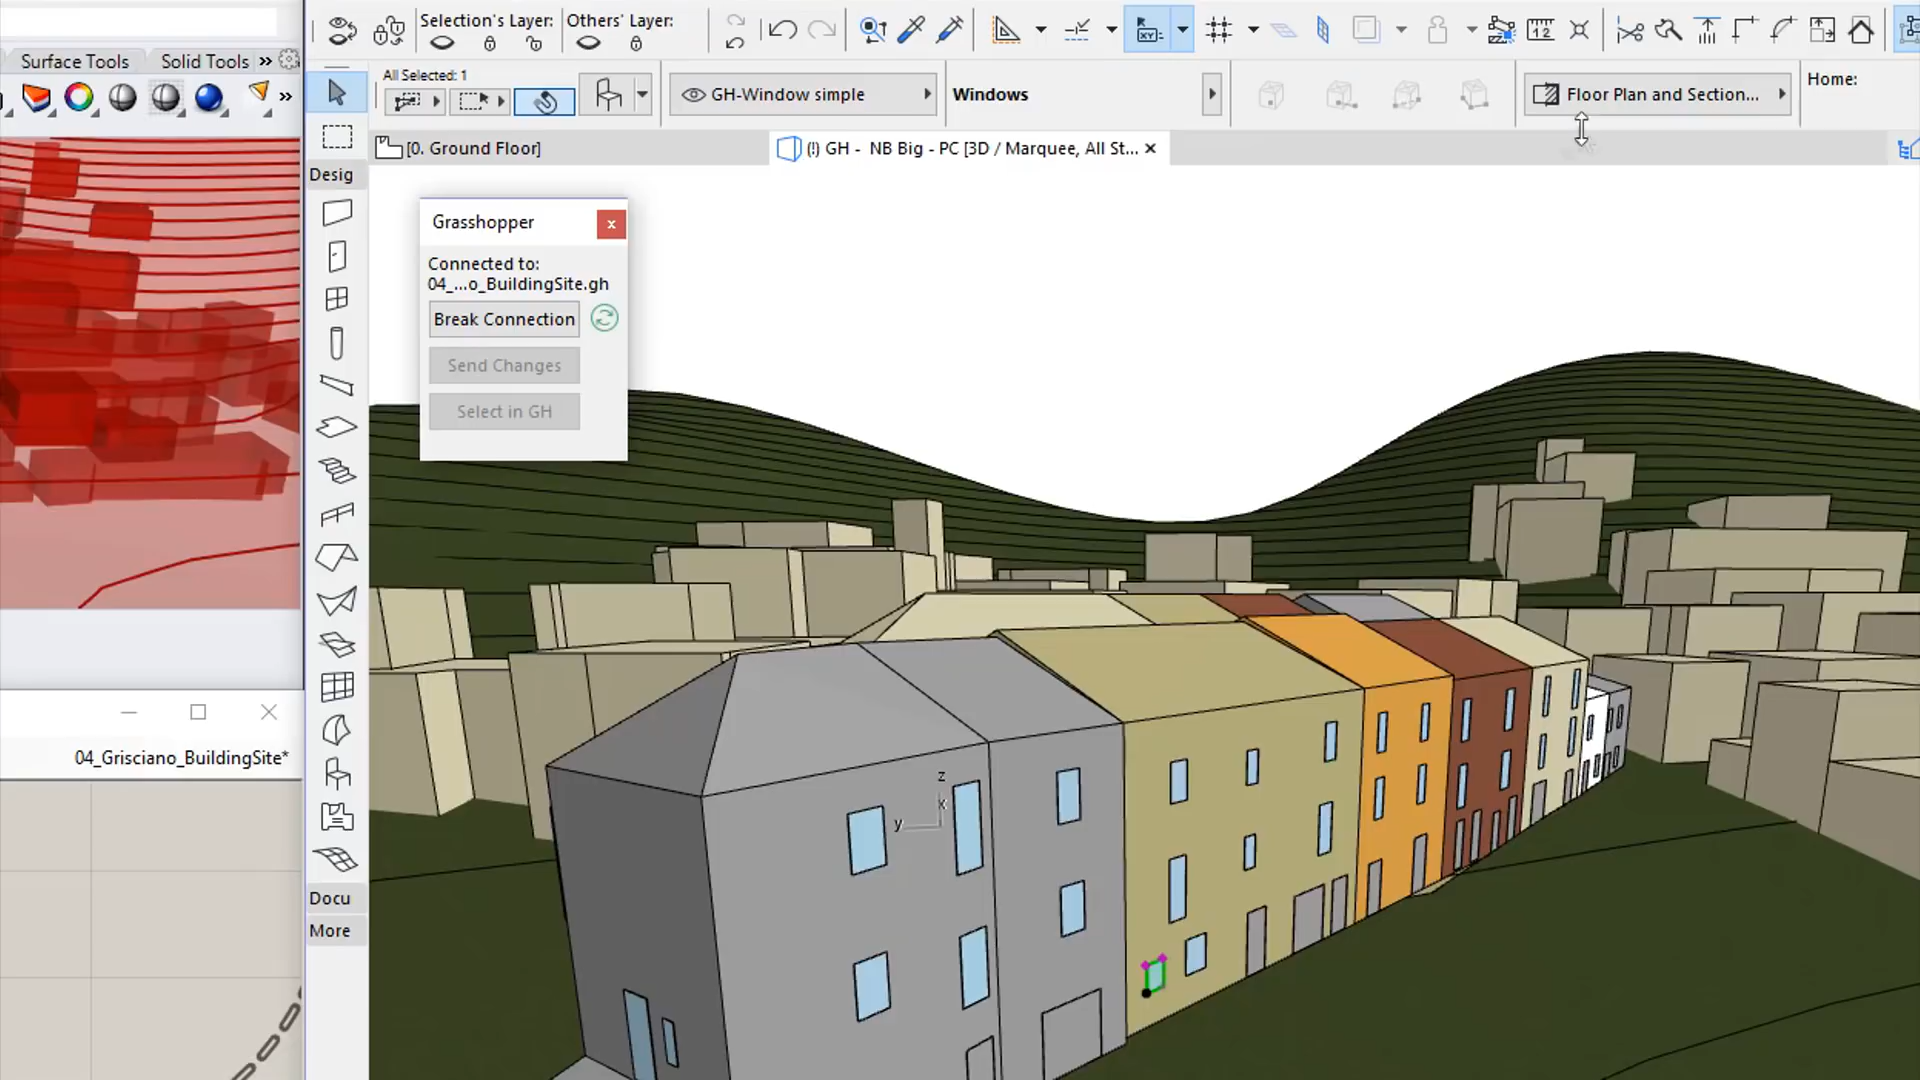 Selection's Layer:
Others' Layer:
12
Surface Tools
Solid Tools
»
»
All Selected: 1
GH-Window simple
Windows
Floor Plan and Section...
Home:
[0. Ground Floor]
(!) GH - NB Big - PC [3D / Marquee, All St...
Desig
Grasshopper
x
Connected to:
04_...o_BuildingSite.gh
Break Connection
Send Changes
Select in GH
04_Grisciano_BuildingSite*
z
x
y
Docu
More